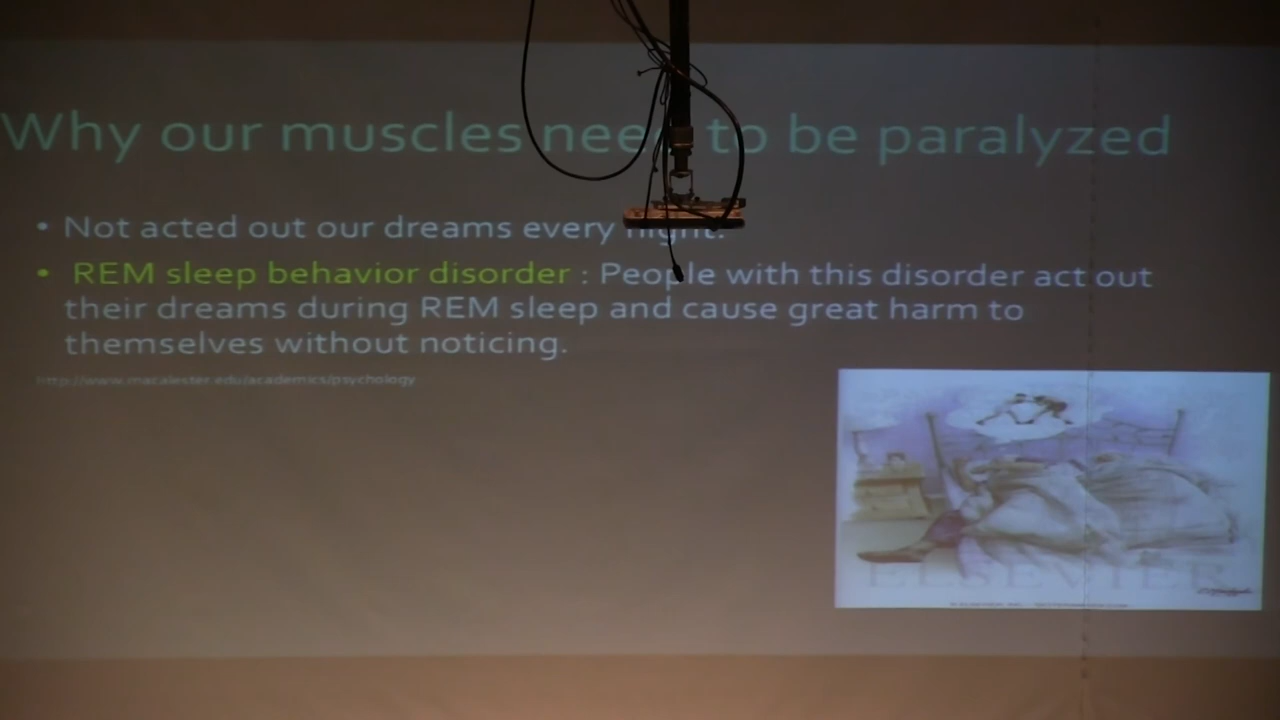 Why our muscles need to be paralyzed
• Not acted out our dreams every night.
• REM sleep behavior disorder : People with this disorder act out
their dreams during REM sleep and cause great harm to
themselves without noticing.
http://www.macalester.edu/academics/psychology
ELSEVIER